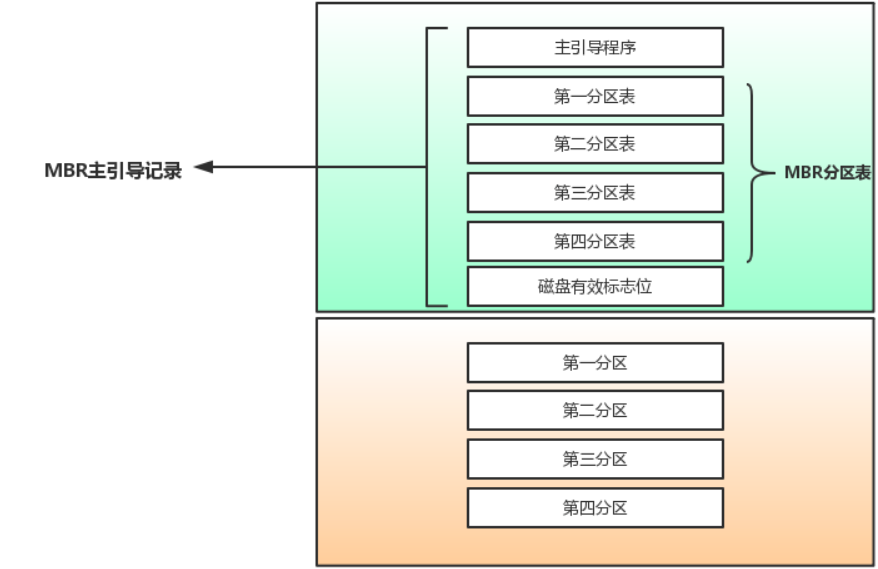 主引导程序
第一分区表
第二分区表
MBR主引导记录
MBR分区表
第三分区表
第四分区表
磁盘有效标志位
第一分区
第二分区
第三分区
第四分区